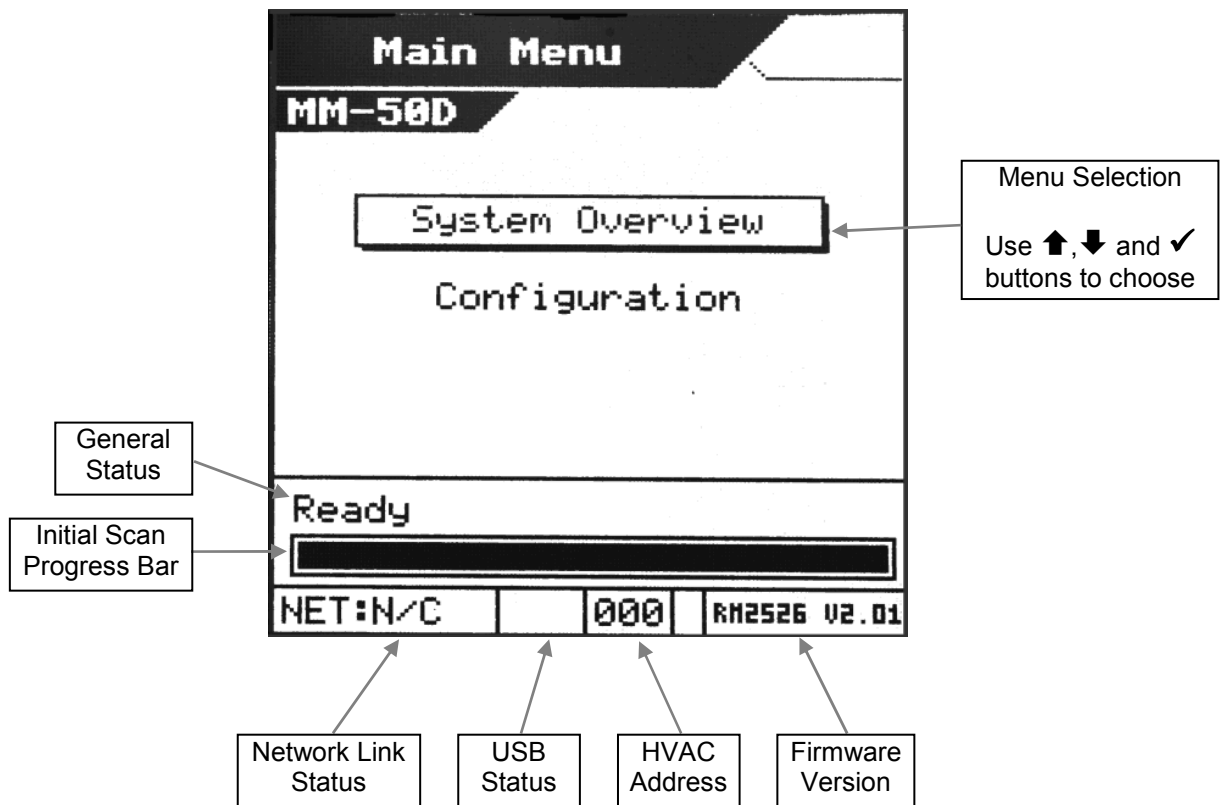 Main Menu
MM-50D
System Overview
Configuration
Menu Selection
Use ⬆,⬇ and ✓
buttons to choose
General
Status
Ready
Initial Scan
Progress Bar
NET:N/C
000
RM2526 V2.01
Network Link
Status
USB
Status
HVAC
Address
Firmware
Version